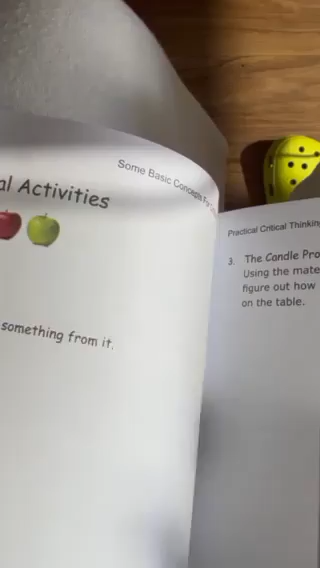 Some Basic Concepts
al Activities
something from it.
Practical Critical Thinking
3. The Candle Pro
Using the mate
figure out how
on the table.